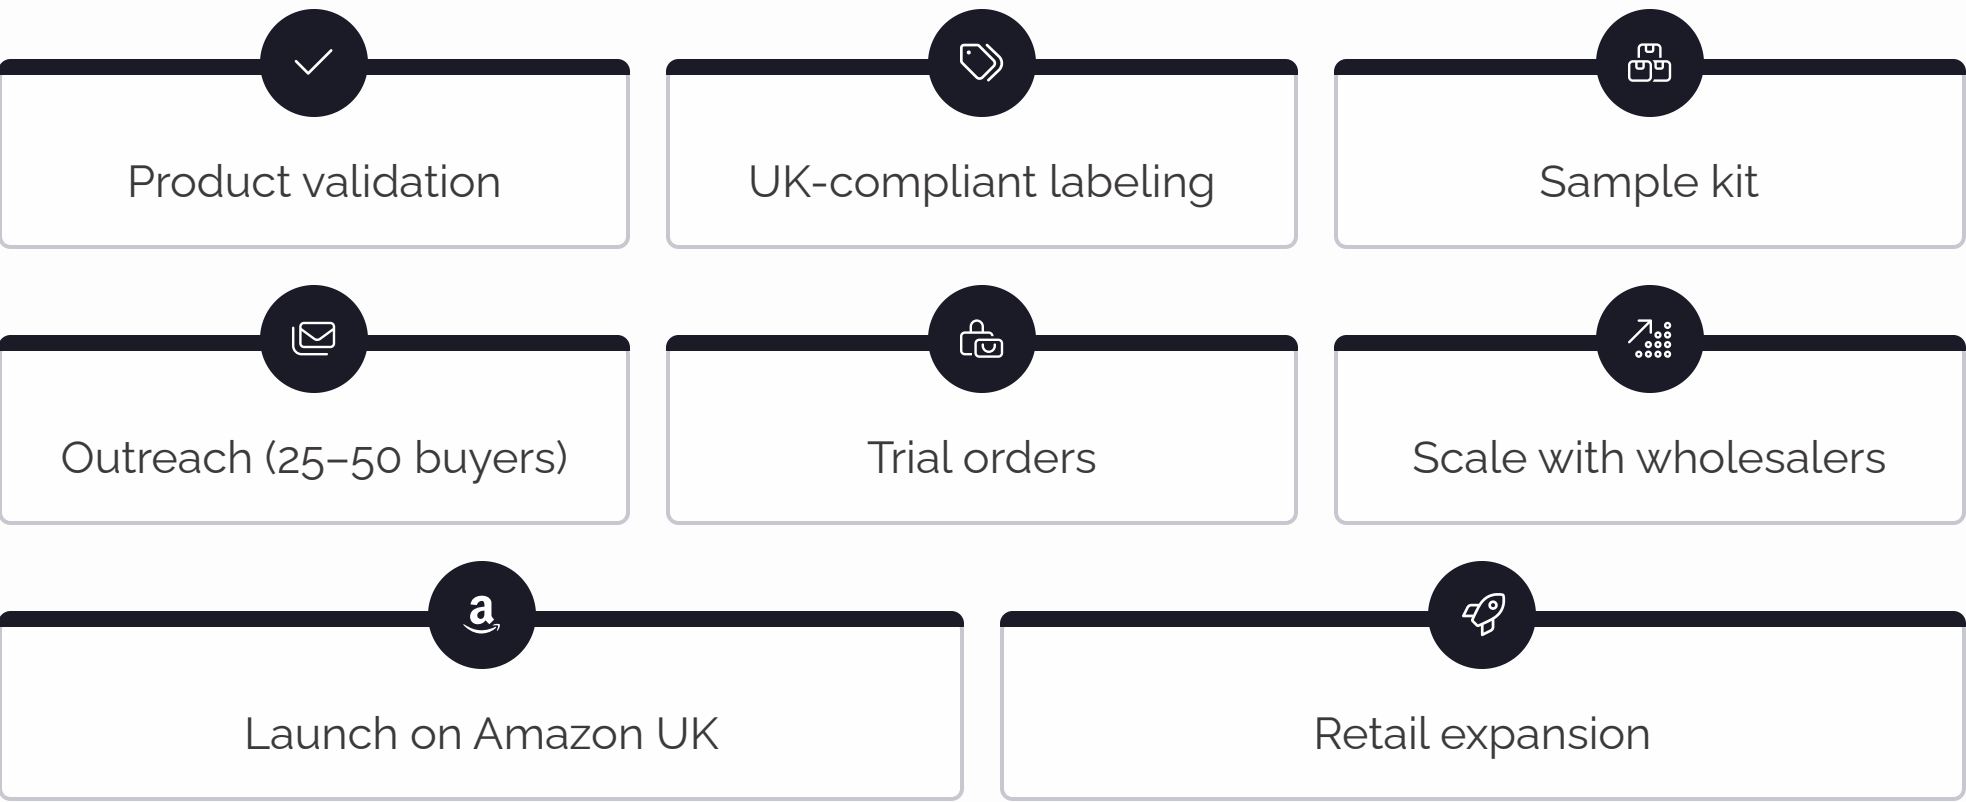 Product validation
UK-compliant labeling
Sample kit
Outreach (25–50 buyers)
Trial orders
Scale with wholesalers
Launch on Amazon UK
Retail expansion